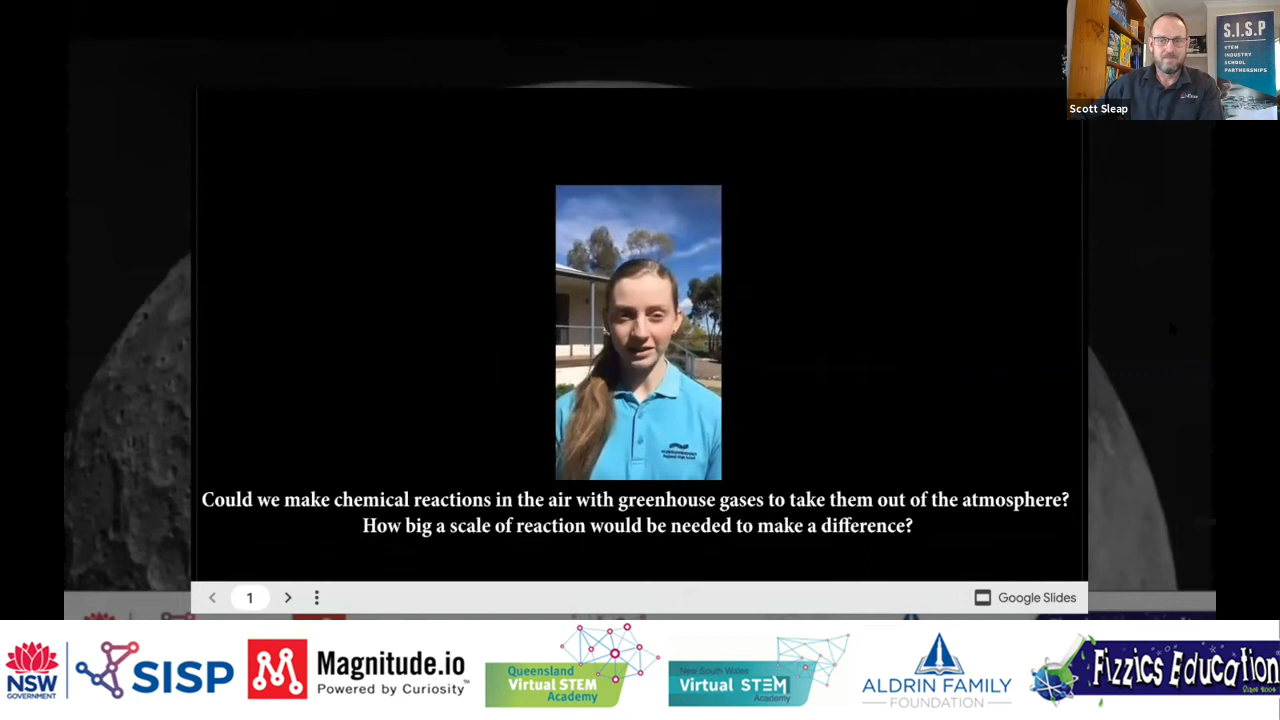 S.I.S.P
STEM
INDUSTRY
SCHOOL
PARTNERSHIPS
Scott Sleap
Could we make chemical reactions in the air with greenhouse gases to take them out of the atmosphere?
How big a scale of reaction would be needed to make a difference?
1
Google Slides
NSW
GOVERNMENT
SISP
Magnitude.io
Powered by Curiosity™
Queensland
Virtual STEM
Academy
New South Wales
Virtual STEM
Academy
ALDRIN FAMILY
FOUNDATION
Fizzics Education